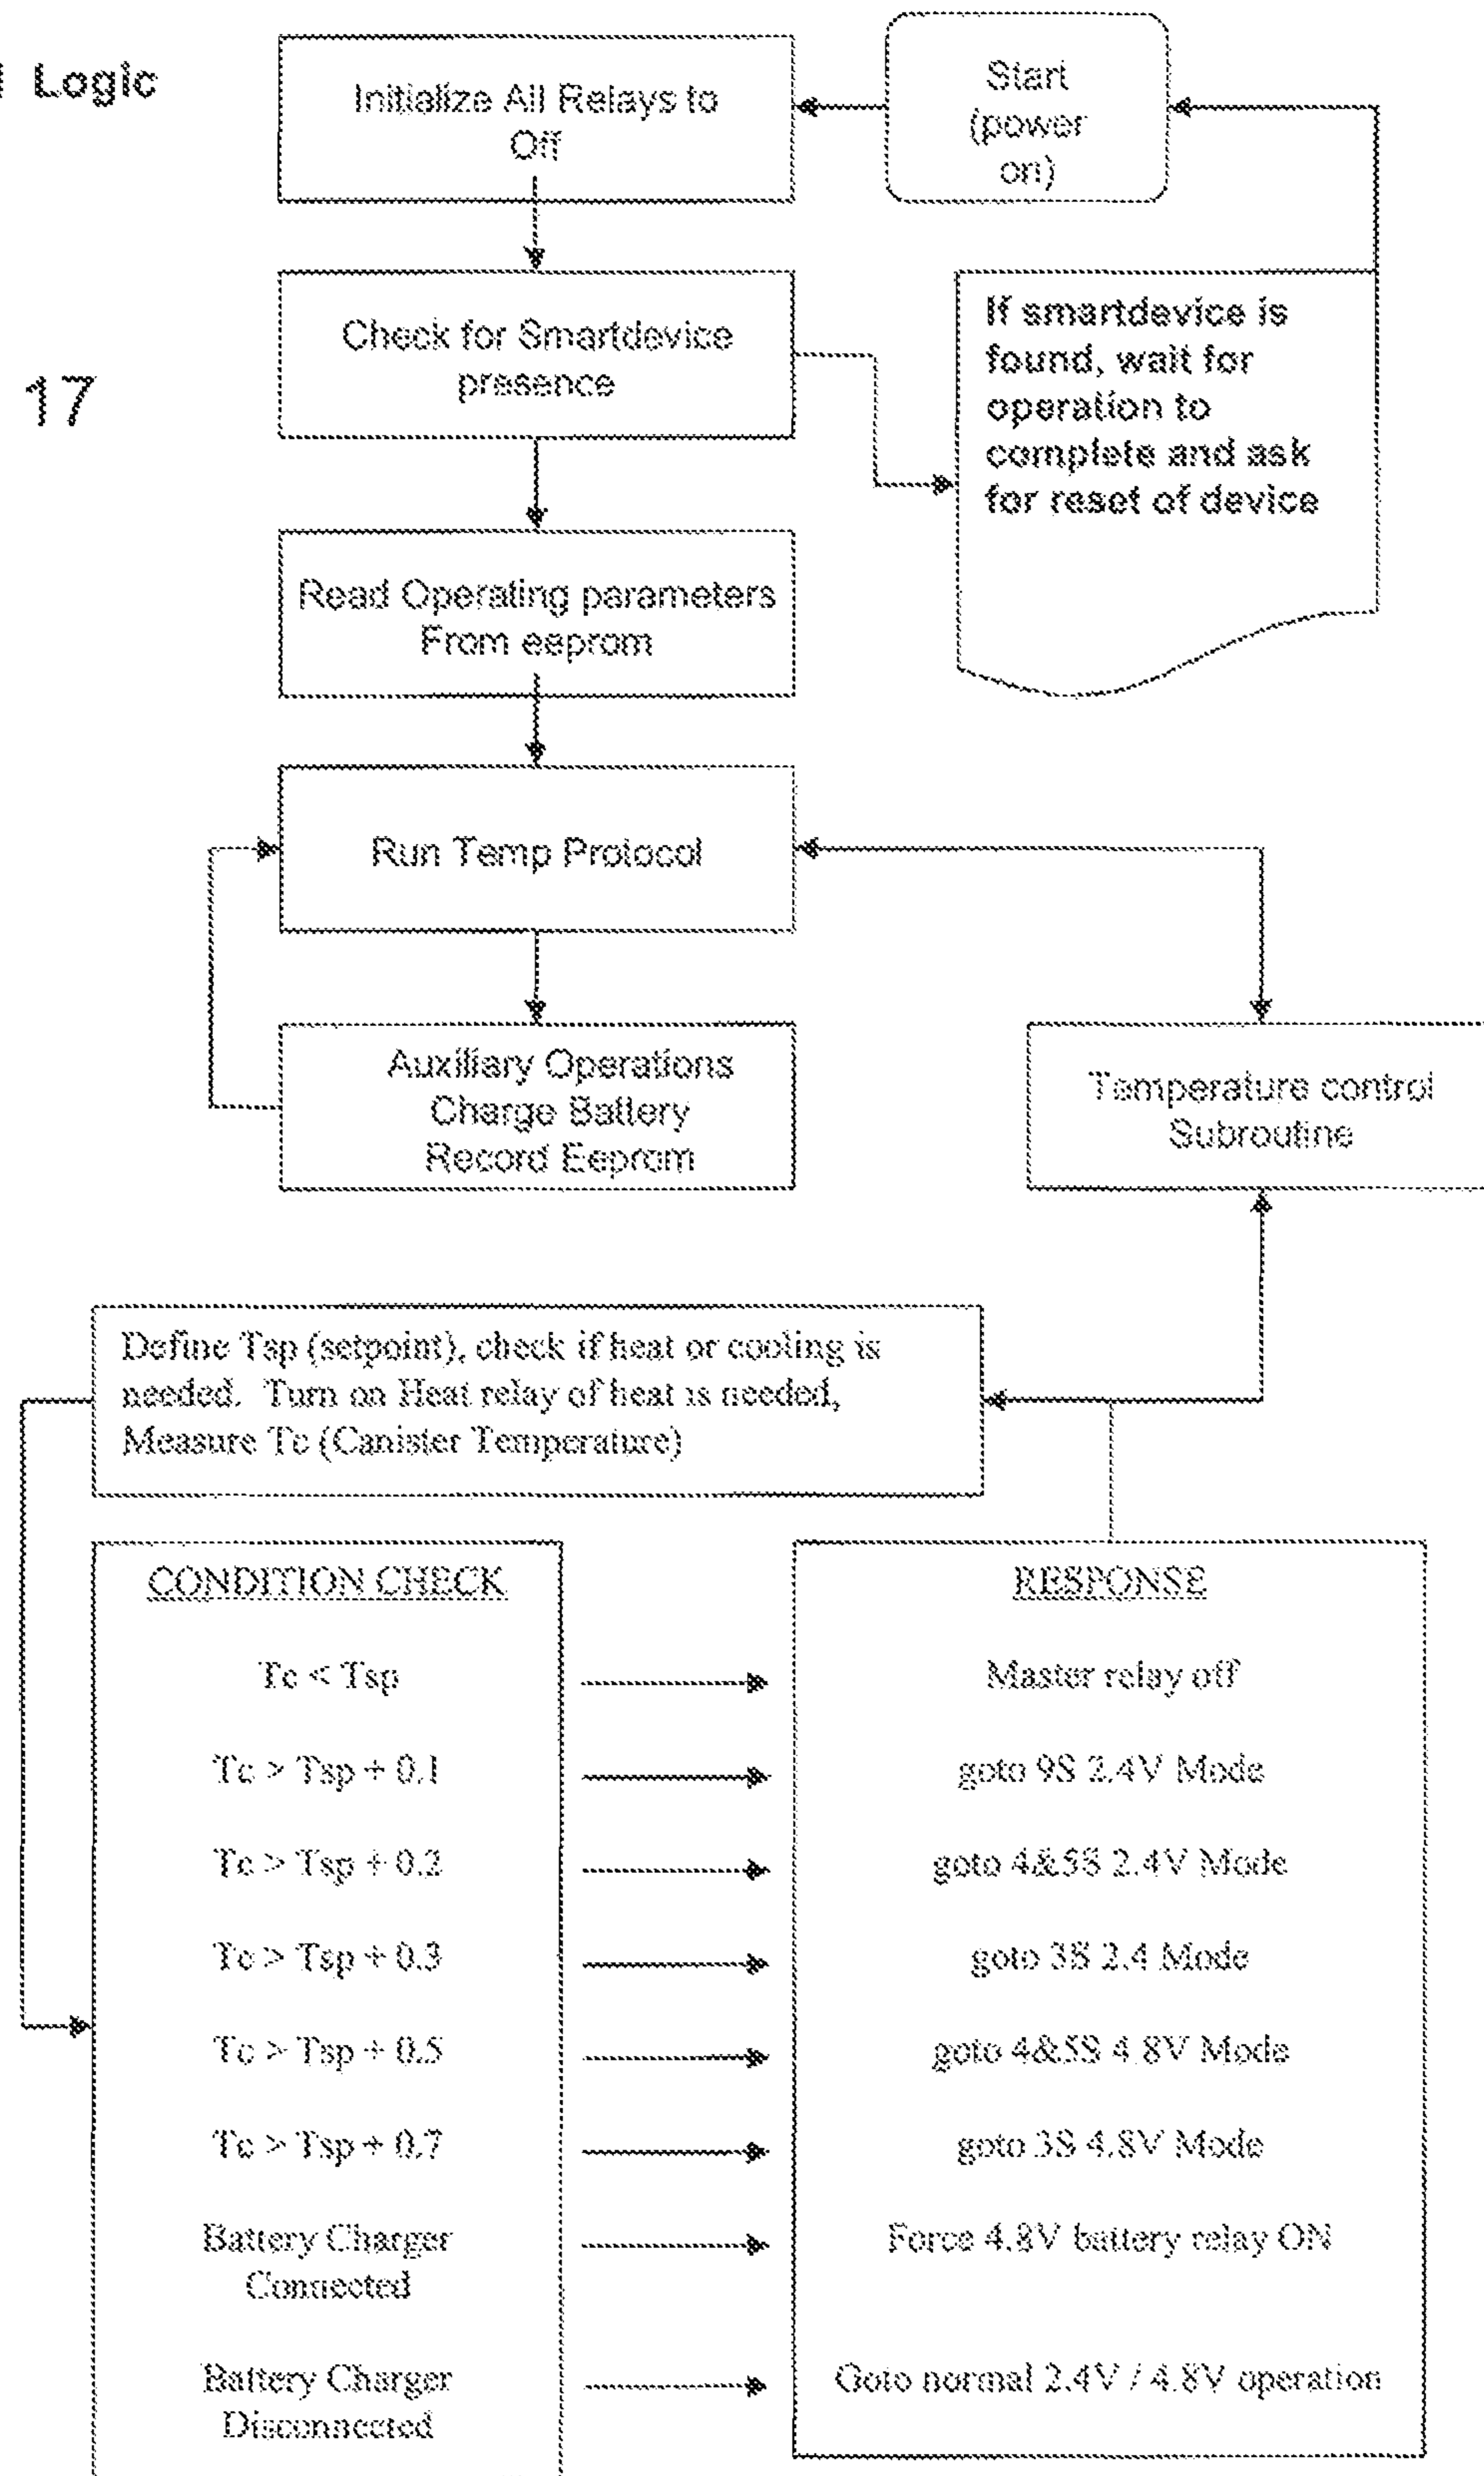 Logic
Initialize All Relays to
Off
Start
(power
on)
17
Check for Smartdevice
presence
If smartdevice is
found, wait for
operation to
complete and ask
for reset of device
Read Operating parameters
From eeprom
Run Temp Protocol
Auxiliary Operations
Charge Battery
Record Eeprom
Temperature control
Subroutine
Define Tsp (setpoint), check if heat or cooling is
needed. Turn on Heat relay of heat is needed,
Measure Tc (Canister Temperature)
CONDITION CHECK
RESPONSE
Tc < Tsp
Master relay off
Tc > Tsp + 0.1
goto 9S 2.4V Mode
Tc > Tsp + 0.2
goto 4&5S 2.4V Mode
Tc > Tsp + 0.3
goto 3S 2.4 Mode
Tc > Tsp + 0.5
goto 4&5S 4.8V Mode
Tc > Tsp + 0.7
goto 3S 4.8V Mode
Battery Charger
Connected
Force 4.8V battery relay ON
Battery Charger
Disconnected
Goto normal 2.4V / 4.8V operation